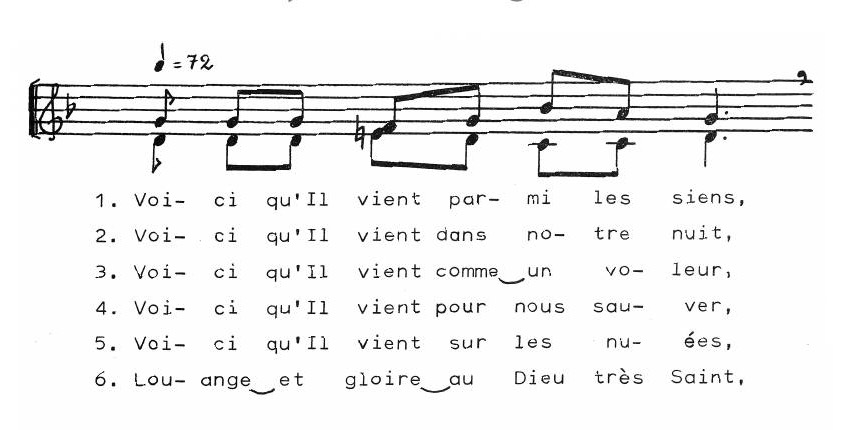 ♩ = 72
1. Voi- ci qu'Il vient par- mi les siens,
2. Voi- ci qu'Il vient dans no- tre nuit,
3. Voi- ci qu'Il vient comme‿un vo- leur,
4. Voi- ci qu'Il vient pour nous sau- ver,
5. Voi- ci qu'Il vient sur les nu- ées,
6. Lou- ange‿et gloire‿au Dieu très Saint,